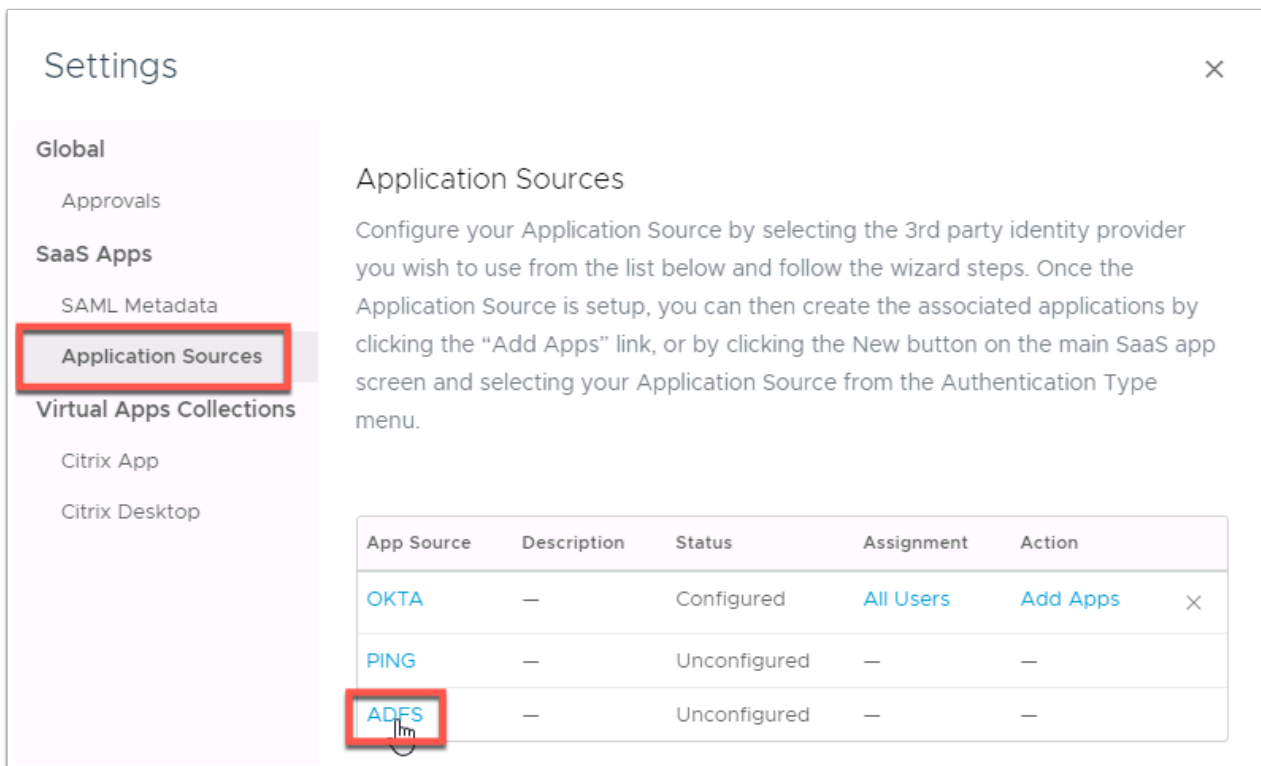 Settings
Global
Approvals
SaaS Apps
SAML Metadata
Application Sources
Virtual Apps Collections
Citrix App
Citrix Desktop
Application Sources
Configure your Application Source by selecting the 3rd party identity provider
you wish to use from the list below and follow the wizard steps. Once the
Application Source is setup, you can then create the associated applications by
clicking the “Add Apps” link, or by clicking the New button on the main SaaS app
screen and selecting your Application Source from the Authentication Type
menu.
App Source Description Status Assignment Action
OKTA — Configured All Users Add Apps
PING — Unconfigured — —
ADFS — Unconfigured — —